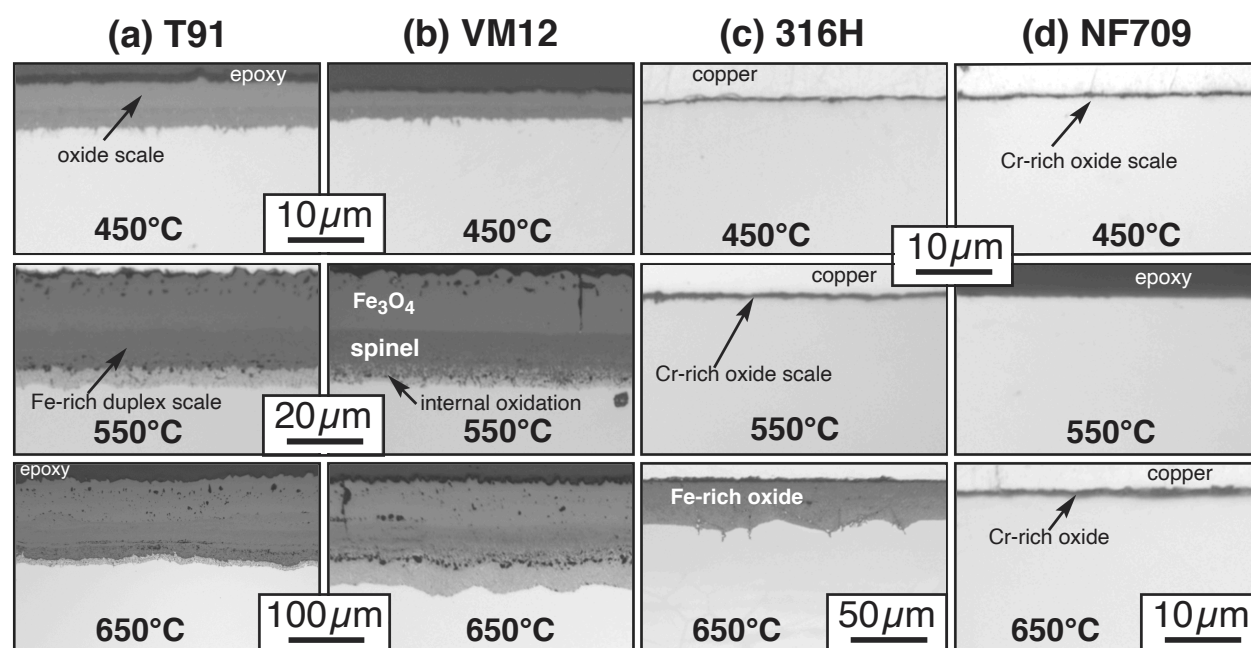 (a) T91
(b) VM12
(c) 316H
(d) NF709
epoxy
oxide scale
450°C
10µm
450°C
copper
450°C
10µm
Cr-rich oxide scale
450°C
Fe-rich duplex scale
550°C
20µm
Fe₃O₄
spinel
internal oxidation
550°C
copper
Cr-rich oxide scale
550°C
epoxy
550°C
epoxy
650°C
100µm
650°C
Fe-rich oxide
650°C
50µm
copper
Cr-rich oxide
650°C
10µm